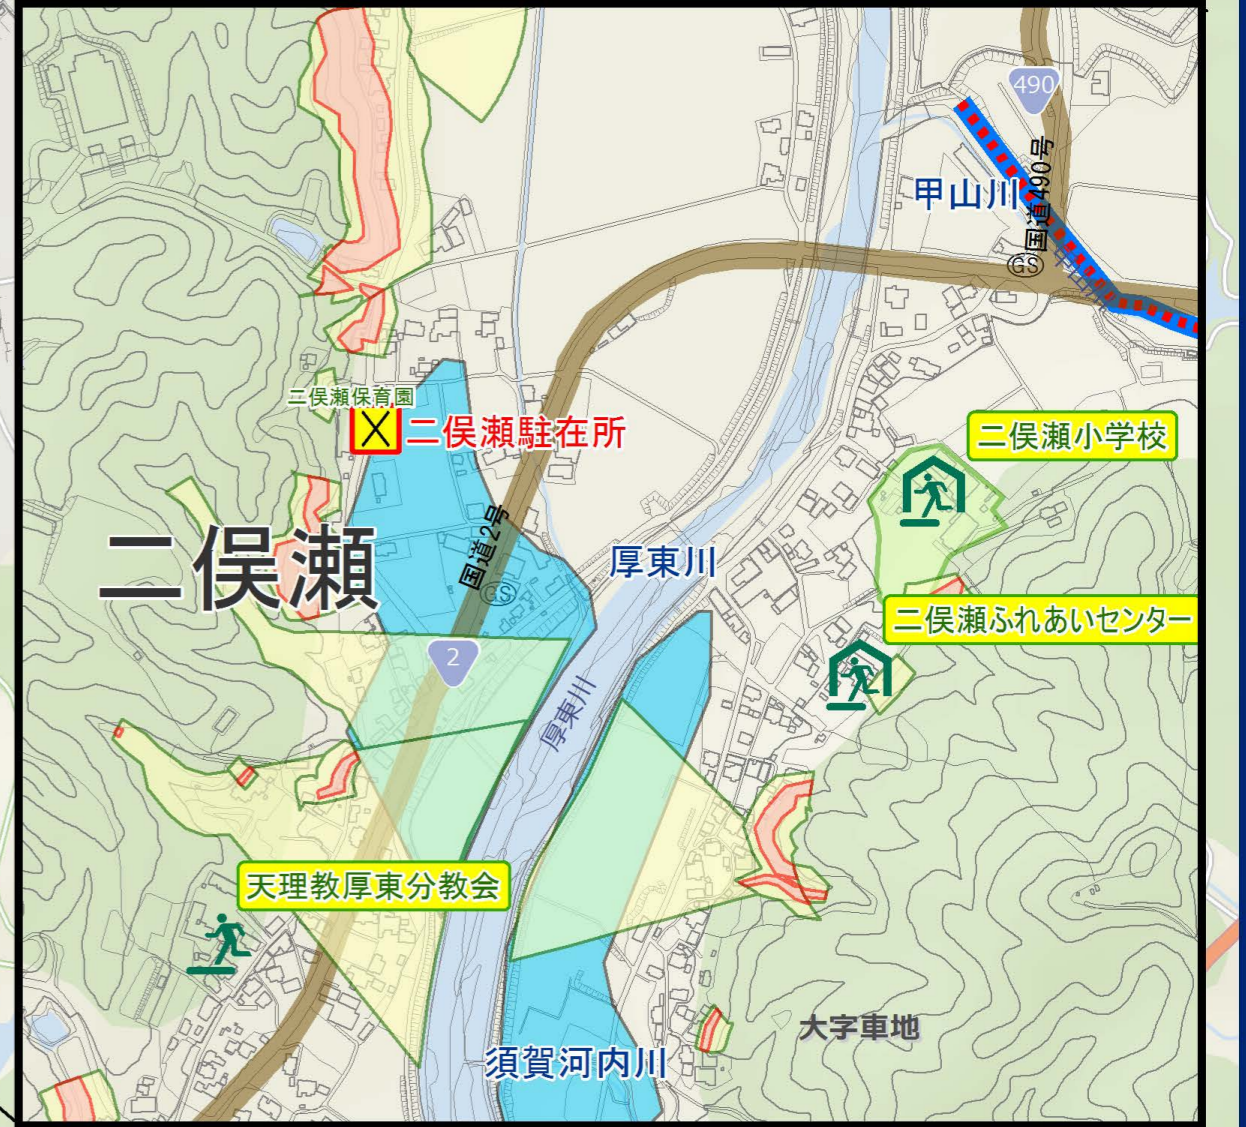 490
国道490号
甲山川
GS
二俣瀬保育園
二俣瀬駐在所
二俣瀬小学校
二俣瀬
国道2号
GS
厚東川
二俣瀬ふれあいセンター
2
厚東川
天理教厚東分教会
大字車地
須賀河内川